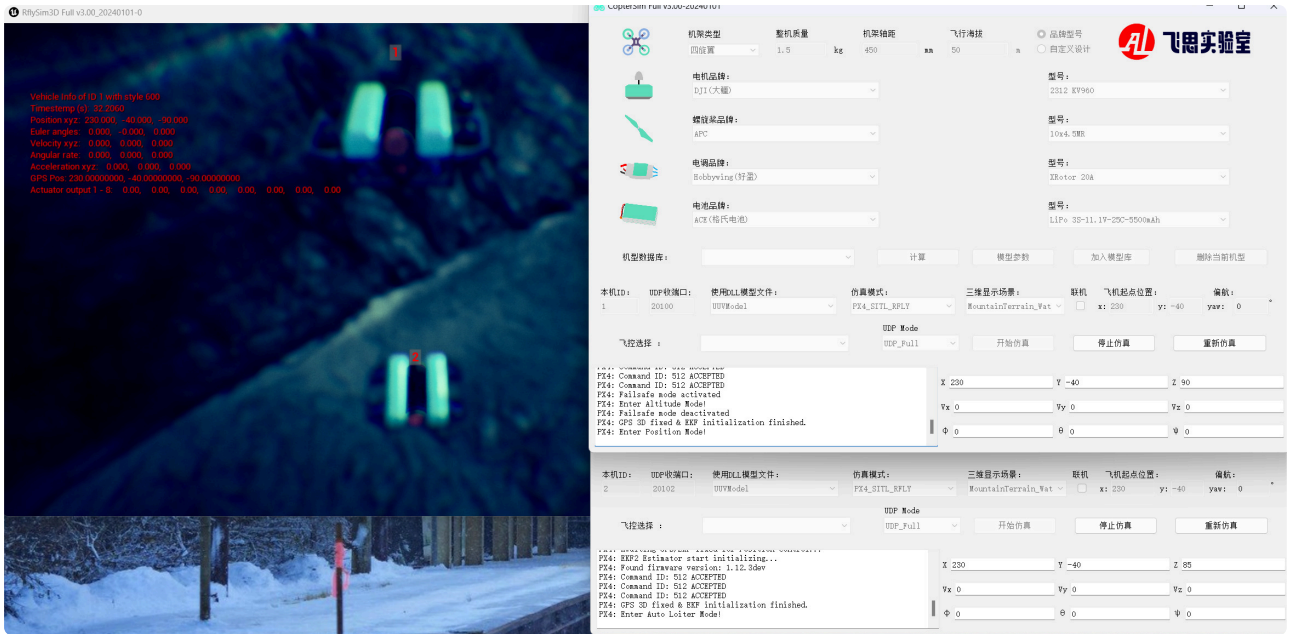 RflySim3D Full v3.00_20240101-0
1
Vehicle Info of ID 1 with style 600
Timestemp (s): 32.2060
Position xyz: 230.000, -40.000, -90.000
Euler angles: 0.000, -0.000, 0.000
Velocity xyz: 0.000, 0.000, 0.000
Angular rate: 0.000, 0.000, 0.000
Acceleration xyz: 0.000, 0.000, 0.000
GPS Pos: 230.00000000, -40.00000000, -90.00000000
Actuator output 1 - 8: 0.00, 0.00, 0.00, 0.00, 0.00, 0.00, 0.00, 0.00
2
CopterSim Full v3.00-20240101
机架类型 整机质量 机架轴距 飞行海拔 品牌型号
四旋翼 1.5 kg 450 mm 50 m 自定义设计
飞思实验室
电机品牌： 型号：
DJI(大疆) 2312 KV960
螺旋桨品牌： 型号：
APC 10x4.5MR
电调品牌： 型号：
Hobbywing(好盈) XRotor 20A
电池品牌： 型号：
ACE(格氏电池) LiPo 3S-11.1V-25C-5500mAh
机型数据库： 计算 模型参数 加入模型库 删除当前机型
本机ID： UDP收端口： 使用DLL模型文件： 仿真模式： 三维显示场景： 联机 飞机起点位置： 偏航：
1 20100 UUVModel PX4_SITL_RFLY MountainTerrain_Wat x: 230 y: -40 yaw: 0 °
UDP Mode
飞控选择 ： UDP_Full 开始仿真 停止仿真 重新仿真
PX4: Command ID: 512 ACCEPTED
PX4: Command ID: 512 ACCEPTED
PX4: Command ID: 512 ACCEPTED
PX4: Failsafe mode activated
PX4: Enter Altitude Mode!
PX4: Failsafe mode deactivated
PX4: GPS 3D fixed & EKF initialization finished.
PX4: Enter Position Mode!
X 230 Y -40 Z 90
Vx 0 Vy 0 Vz 0
Φ 0 θ 0 Ψ 0
本机ID： UDP收端口： 使用DLL模型文件： 仿真模式： 三维显示场景： 联机 飞机起点位置： 偏航：
2 20102 UUVModel PX4_SITL_RFLY MountainTerrain_Wat x: 230 y: -40 yaw: 0 °
UDP Mode
飞控选择 ： UDP_Full 开始仿真 停止仿真 重新仿真
PX4: Awaiting GPS/EKF fixed for Position control...
PX4: EKF2 Estimator start initializing...
PX4: Found firmware version: 1.12.3dev
PX4: Command ID: 512 ACCEPTED
PX4: Command ID: 512 ACCEPTED
PX4: Command ID: 512 ACCEPTED
PX4: GPS 3D fixed & EKF initialization finished.
PX4: Enter Auto Loiter Mode!
X 230 Y -40 Z 85
Vx 0 Vy 0 Vz 0
Φ 0 θ 0 Ψ 0